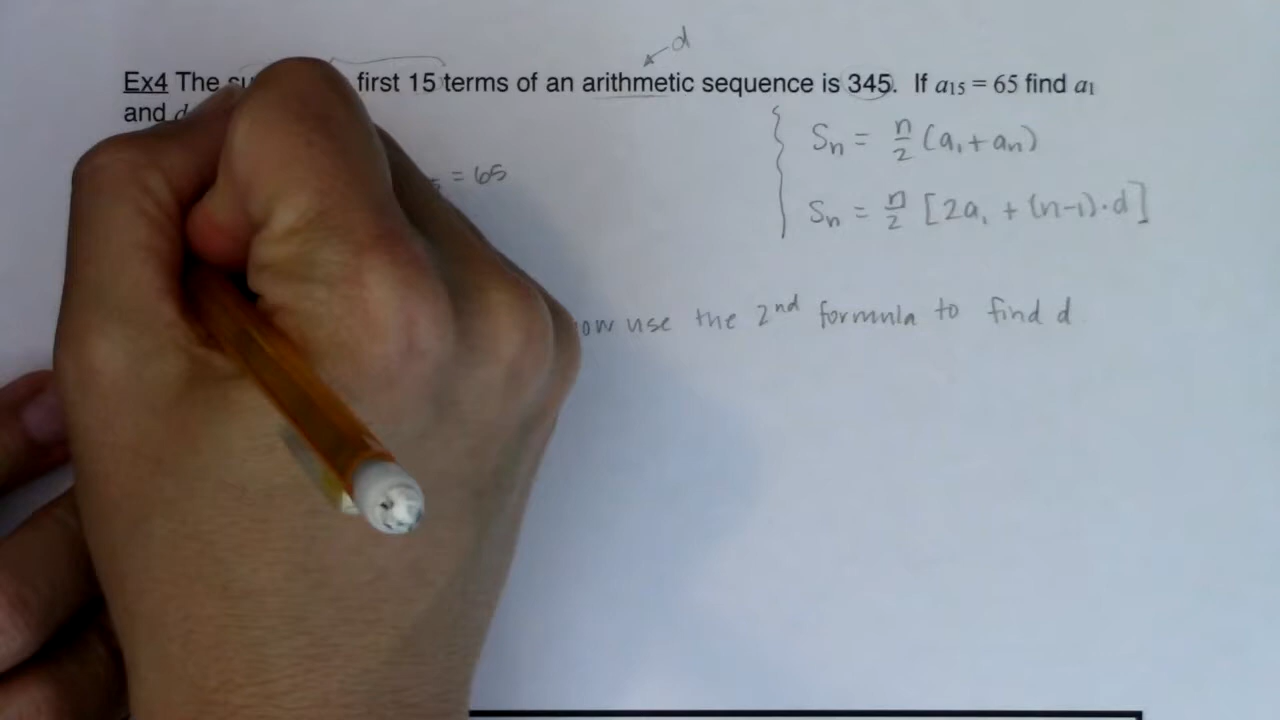 d
Ex4 The first 15 terms of an arithmetic sequence is 345. If a₁₅ = 65 find a₁
and
Sn = n/2 (a₁ + an)
= 65
Sn = n/2 [2a₁ + (n-1)·d]
use the 2nd formula to find d